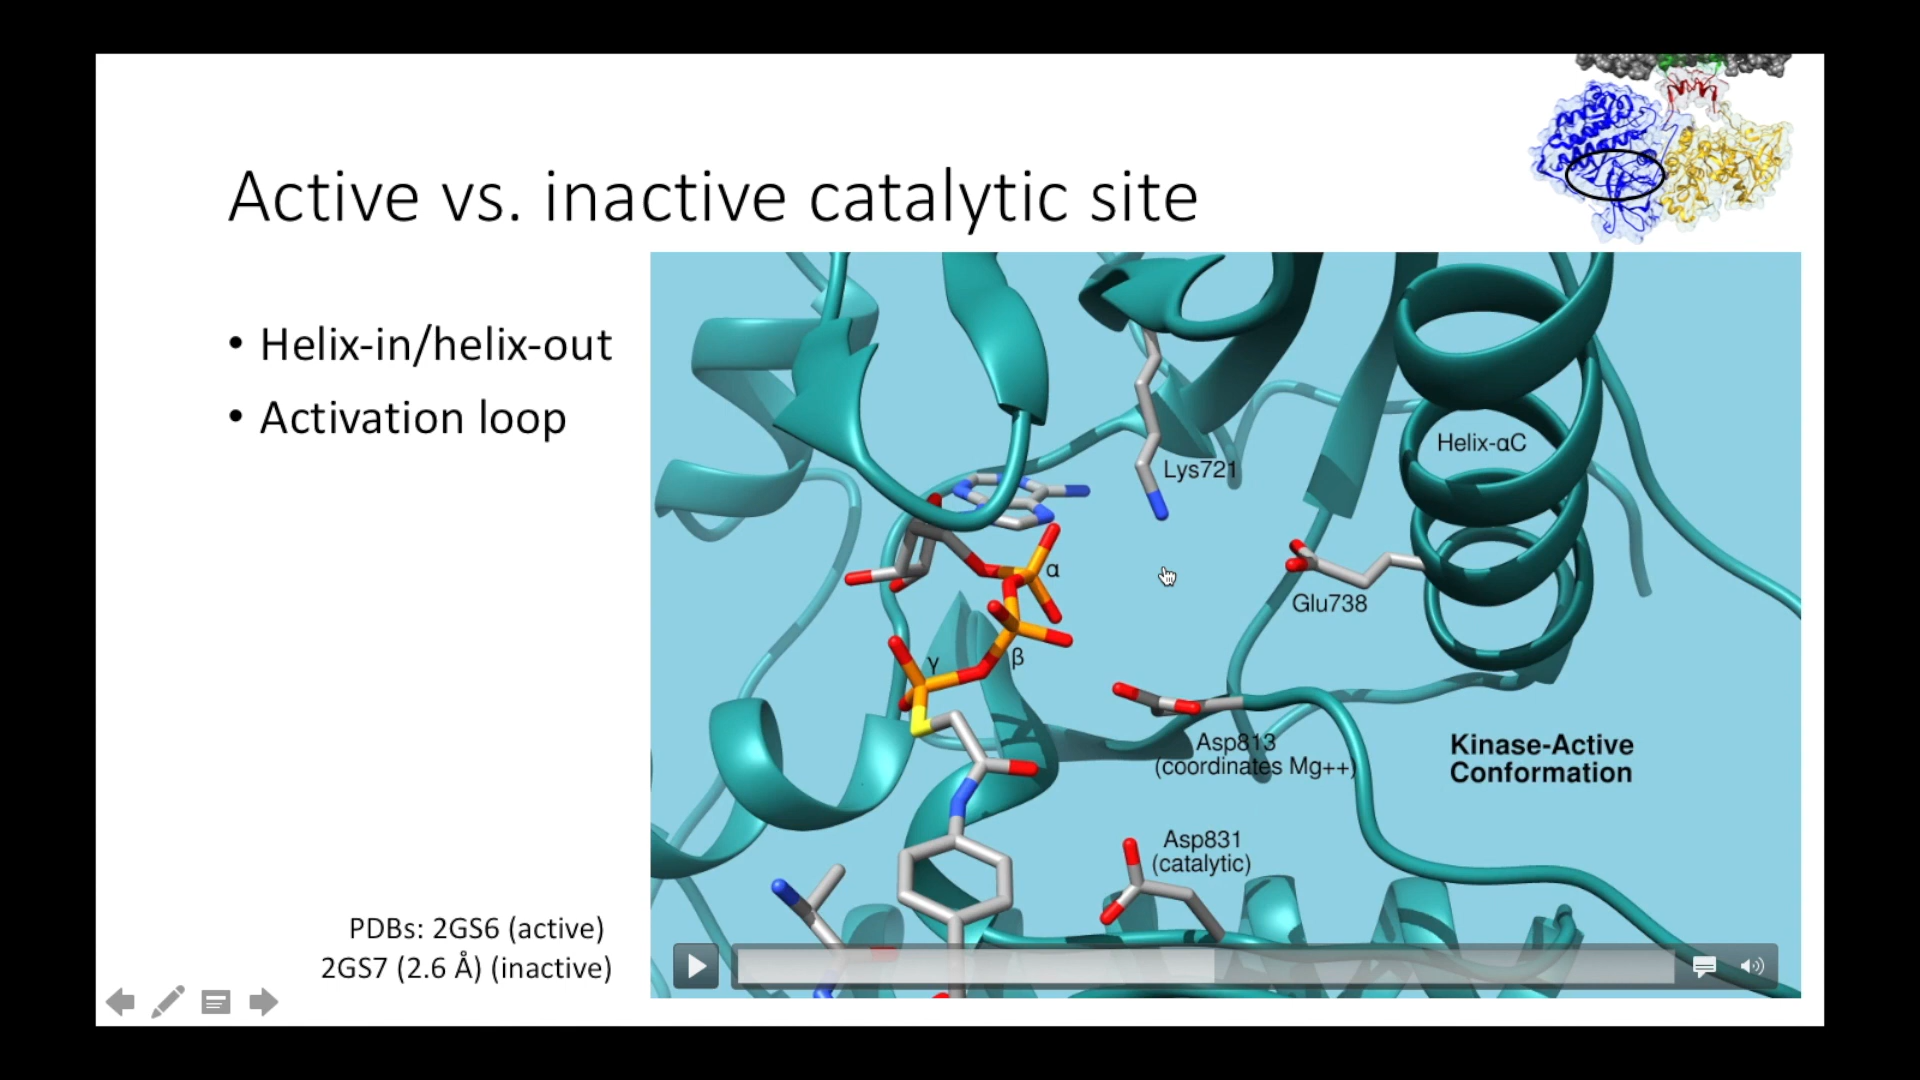 Active vs. inactive catalytic site
• Helix-in/helix-out
• Activation loop
Helix-αC
Lys721
α
Glu738
γ
β
Asp813
(coordinates Mg++)
Kinase-Active
Conformation
Asp831
(catalytic)
PDBs: 2GS6 (active)
2GS7 (2.6 Å) (inactive)